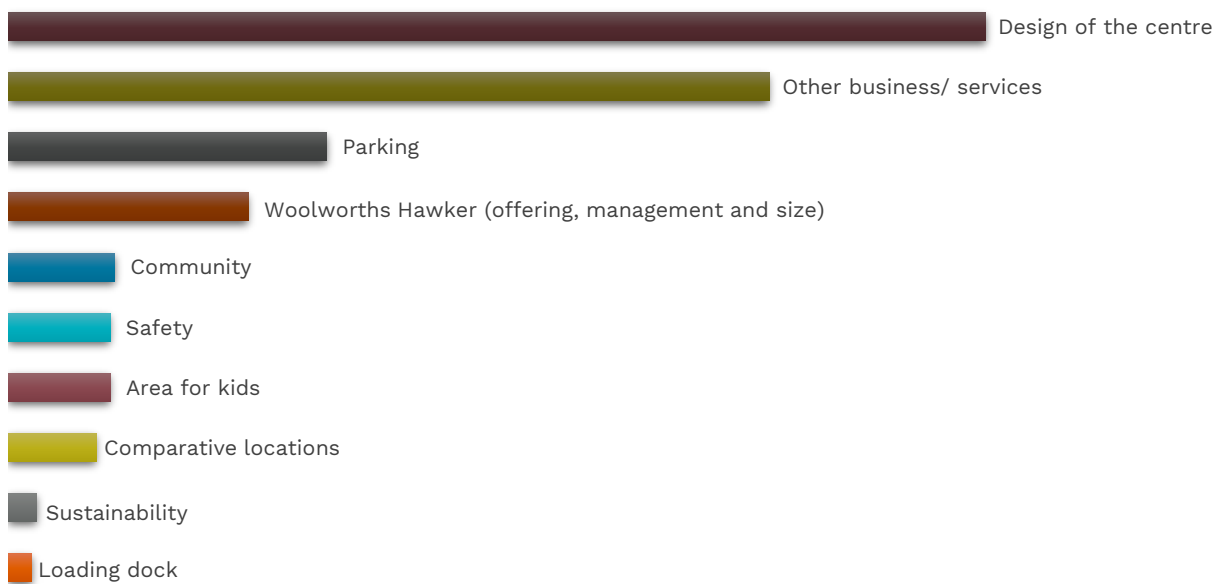 Design of the centre
Other business/ services
Parking
Woolworths Hawker (offering, management and size)
Community
Safety
Area for kids
Comparative locations
Sustainability
Loading dock